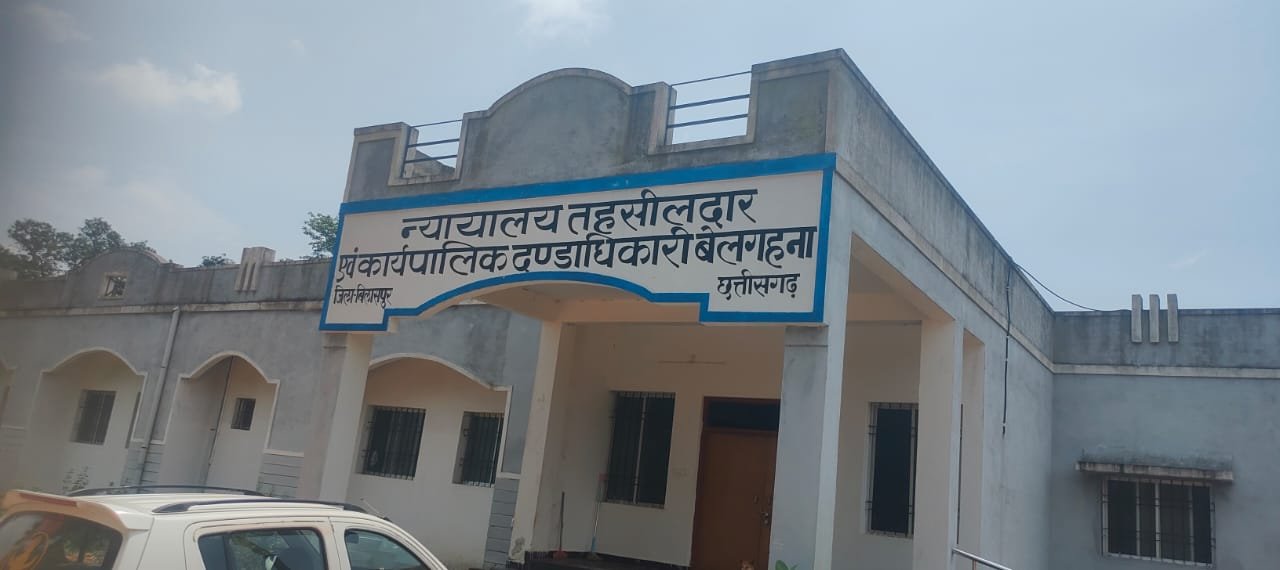 न्यायालय तहसीलदार
एवं कार्यपालिक दण्डाधिकारी बेलगहना
जिला-बिलासपुर छत्तीसगढ़